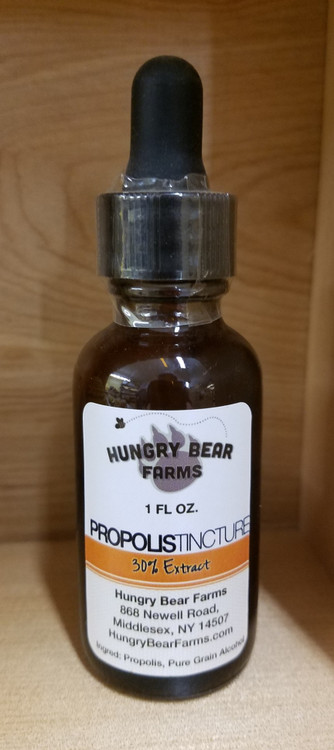 HUNGRY BEAR
FARMS
1 FL OZ.
PROPOLISTINCTURE
30% Extract
Hungry Bear Farms
868 Newell Road,
Middlesex, NY 14507
HungryBearFarms.com
Ingred: Propolis, Pure Grain Alcohol